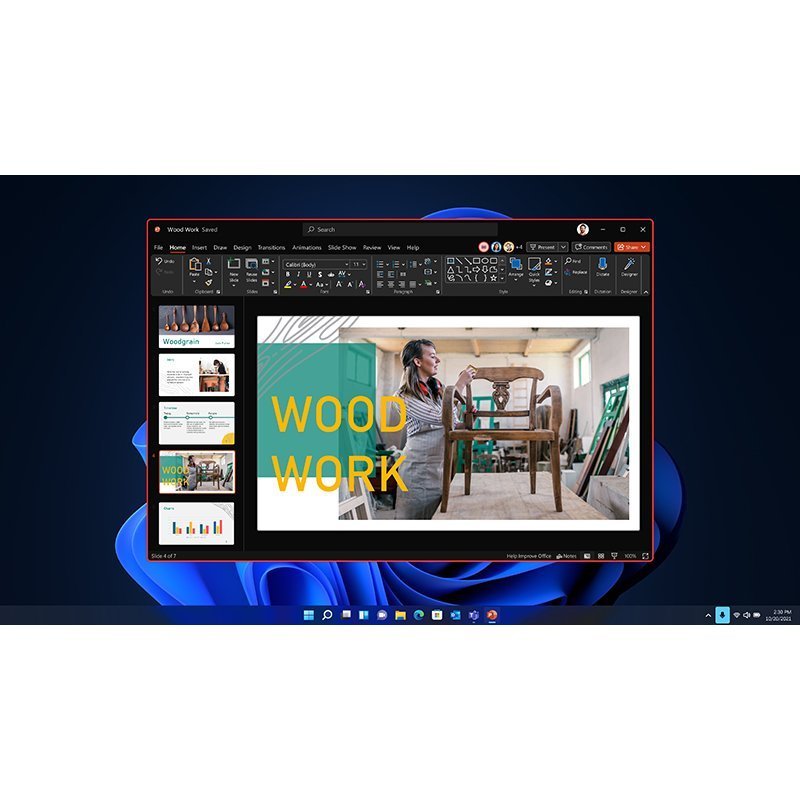 Wood Work Saved
Search
File Home Insert Draw Design Transitions Animations Slide Show Review View Help
+4 Present Comments Share
Undo
Paste
New Slide
Reuse Slides
Calibri (Body) 11
Arrange
Quick Styles
Find
Replace
Dictate
Designer
Undo Clipboard Slides Font Paragraph Style Editing Dictation Designer
Woodgrain
Timeline
WOOD
WORK
Charts
WOOD
WORK
Slide 4 of 7
Help Improve Office Notes 100%
2:30 PM
10/20/2021